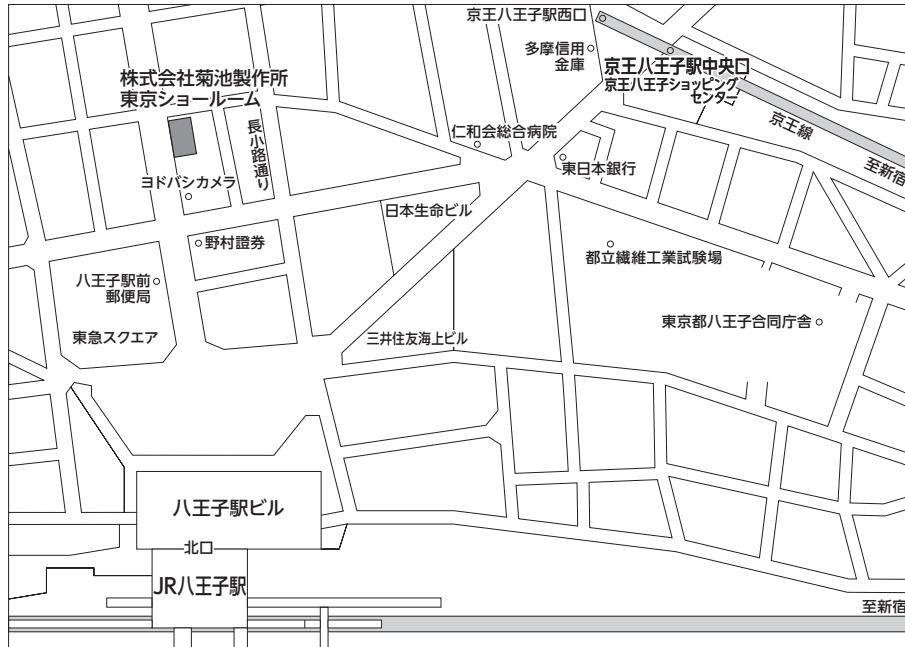 京王八王子駅西口
多摩信用
金庫
京王八王子駅中央口
京王八王子ショッピング
センター
株式会社菊池製作所
東京ショールーム
長小路通り
仁和会総合病院
京王線
東日本銀行
至新宿
ヨドバシカメラ
日本生命ビル
野村證券
都立繊維工業試験場
八王子駅前
郵便局
東京都八王子合同庁舎
東急スクエア
三井住友海上ビル
八王子駅ビル
北口
JR八王子駅
至新宿